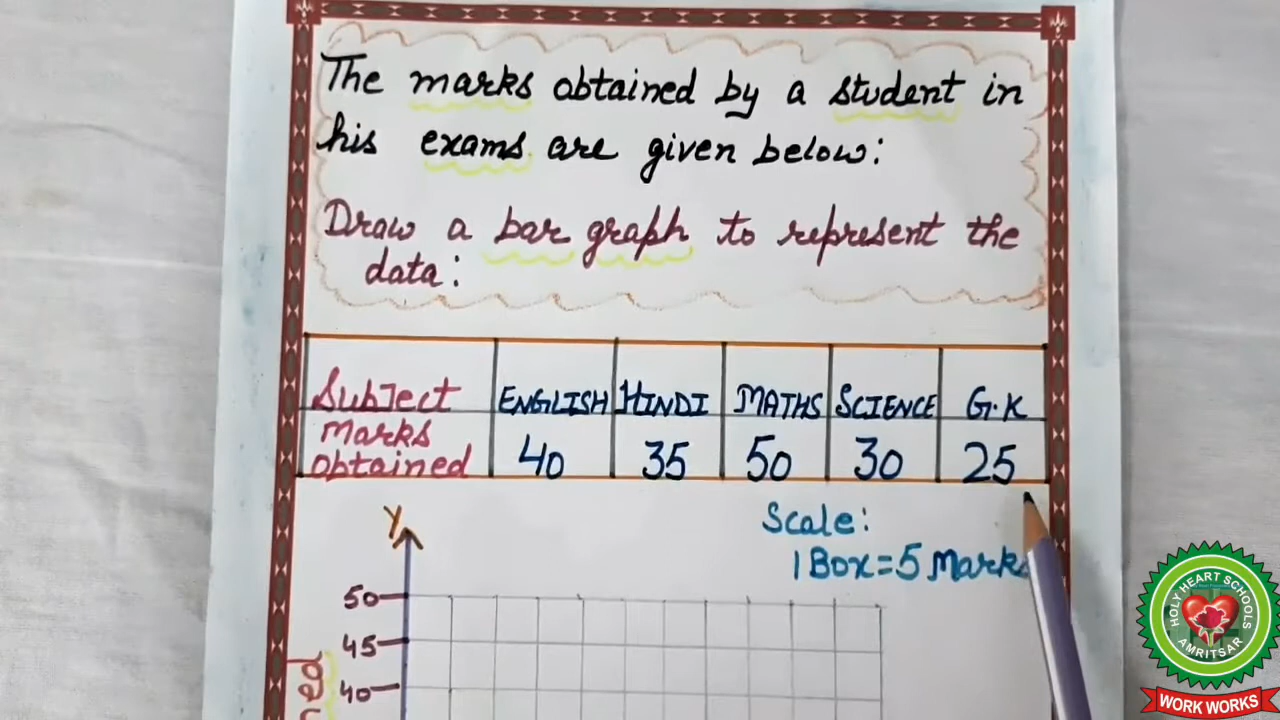 The marks obtained by a student in
his exams are given below:
Draw a bar graph to represent the
data:
Subject ENGLISH HINDI MATHS SCIENCE G.K
Marks obtained 40 35 50 30 25
Scale:
1 Box = 5 Marks
Y
50
45
40
ned
HOLY HEART SCHOOLS
AMRITSAR
WORK WORKS